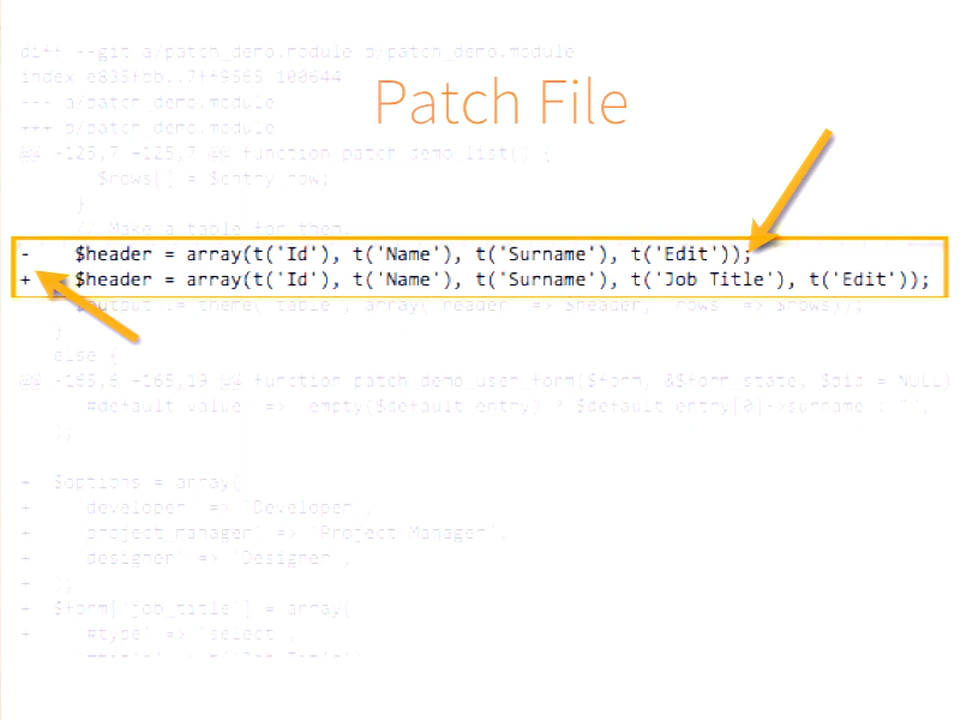 diff --git a/patch_demo.module b/patch_demo.module
index e835fbb..7ff9565 100644
Patch File
--- a/patch_demo.module
+++ b/patch_demo.module
@@ -125,7 +125,7 @@ function patch_demo_list() {
$rows[] = $entry_row;
}
// Make a table for them.
- $header = array(t('Id'), t('Name'), t('Surname'), t('Edit'));
+ $header = array(t('Id'), t('Name'), t('Surname'), t('Job Title'), t('Edit'));
$output .= theme('table', array('header' => $header, 'rows' => $rows));
}
else {
@@ -165,6 +165,19 @@ function patch_demo_user_form($form, &$form_state, $pid = NULL)
'#default_value' => !empty($default_entry) ? $default_entry[0]->surname : "",
);
+ $options = array(
+ 'developer' => 'Developer',
+ 'project_manager' => 'Project Manager',
+ 'designer' => 'Designer',
+ );
+ $form['job_title'] = array(
+ '#type' => 'select',